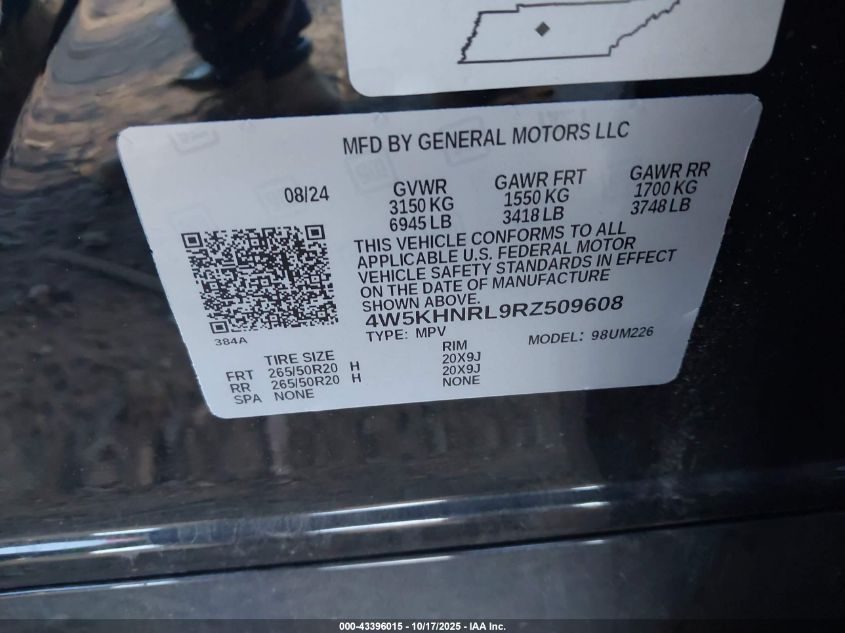 MFD BY GENERAL MOTORS LLC
08/24
GVWR GAWR FRT GAWR RR
3150 KG 1550 KG 1700 KG
6945 LB 3418 LB 3748 LB
THIS VEHICLE CONFORMS TO ALL
APPLICABLE U.S. FEDERAL MOTOR
VEHICLE SAFETY STANDARDS IN EFFECT
ON THE DATE OF MANUFACTURE
SHOWN ABOVE.
4W5KHNRL9RZ509608
384A
TYPE: MPV MODEL: 98UM226
TIRE SIZE RIM
FRT 265/50R20 H 20X9J
RR 265/50R20 H 20X9J
SPA NONE NONE
000-43396015 - 10/17/2025 - IAA Inc.